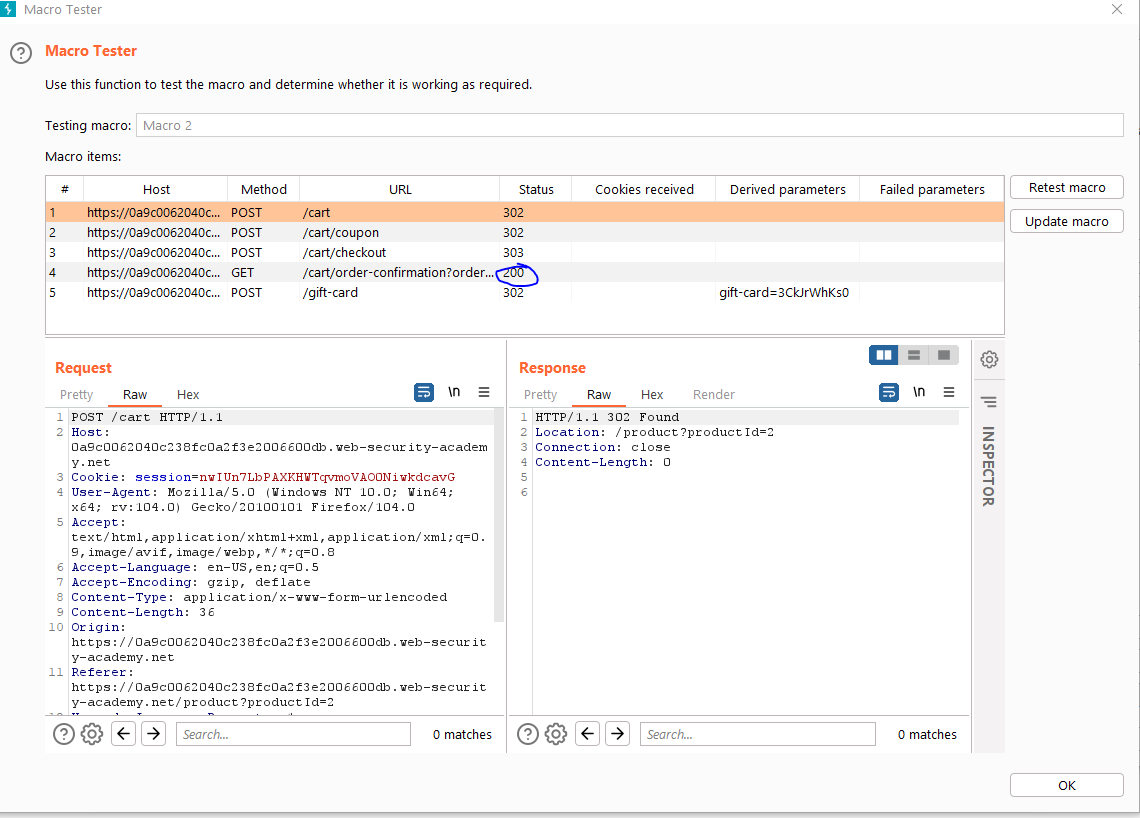 Macro Tester
Macro Tester
Use this function to test the macro and determine whether it is working as required.
Testing macro: Macro 2
Macro items:
# Host Method URL Status Cookies received Derived parameters Failed parameters
1 https://0a9c0062040c... POST /cart 302
2 https://0a9c0062040c... POST /cart/coupon 302
3 https://0a9c0062040c... POST /cart/checkout 303
4 https://0a9c0062040c... GET /cart/order-confirmation?order... 200
5 https://0a9c0062040c... POST /gift-card 302 gift-card=3CkJrWhKs0
Retest macro
Update macro
Request
Pretty Raw Hex
\n
1 POST /cart HTTP/1.1
2 Host:
0a9c0062040c238fc0a2f3e2006600db.web-security-academ
y.net
3 Cookie: session=nwIUn7LbPAXKHWTqvmoVAO0NiwkdcavG
4 User-Agent: Mozilla/5.0 (Windows NT 10.0; Win64;
x64; rv:104.0) Gecko/20100101 Firefox/104.0
5 Accept:
text/html,application/xhtml+xml,application/xml;q=0.
9,image/avif,image/webp,*/*;q=0.8
6 Accept-Language: en-US,en;q=0.5
7 Accept-Encoding: gzip, deflate
8 Content-Type: application/x-www-form-urlencoded
9 Content-Length: 36
10 Origin:
https://0a9c0062040c238fc0a2f3e2006600db.web-securit
y-academy.net
11 Referer:
https://0a9c0062040c238fc0a2f3e2006600db.web-securit
y-academy.net/product?productId=2
Search...
0 matches
Response
Pretty Raw Hex Render
\n
1 HTTP/1.1 302 Found
2 Location: /product?productId=2
3 Connection: close
4 Content-Length: 0
5
6
Search...
0 matches
INSPECTOR
OK